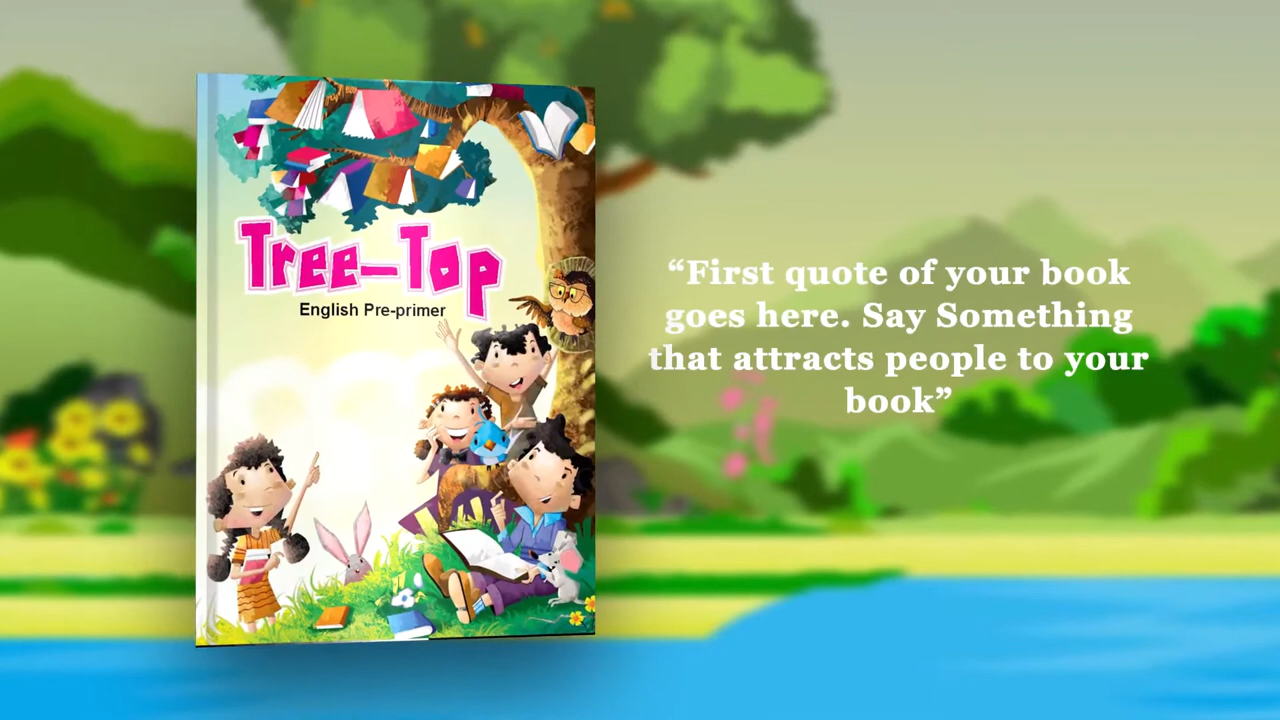 Tree-Top
English Pre-primer
“First quote of your book
goes here. Say Something
that attracts people to your
book”